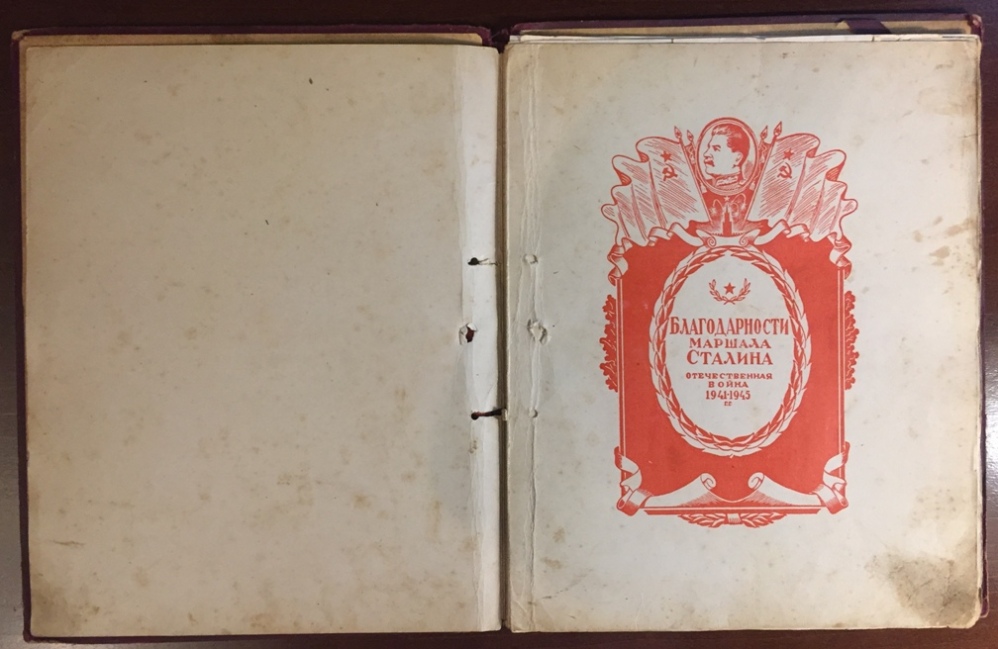 БЛАГОДАРНОСТИ
МАРШАЛА
СТАЛИНА
ОТЕЧЕСТВЕННАЯ
ВОЙНА
1941-1945
гг